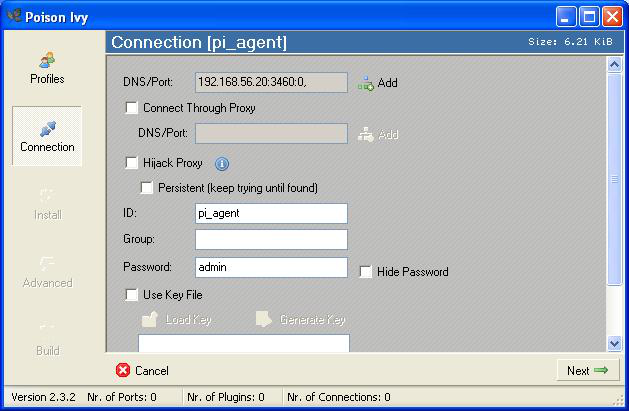 Poison Ivy
Connection [pi_agent]
Size: 6.21 KiB
Profiles
Connection
Install
Advanced
Build
DNS/Port: 192.168.56.20:3460:0, Add
Connect Through Proxy
DNS/Port: Add
Hijack Proxy
Persistent (keep trying until found)
ID: pi_agent
Group:
Password: admin Hide Password
Use Key File
Load Key Generate Key
Cancel Next
Version 2.3.2 Nr. of Ports: 0 Nr. of Plugins: 0 Nr. of Connections: 0